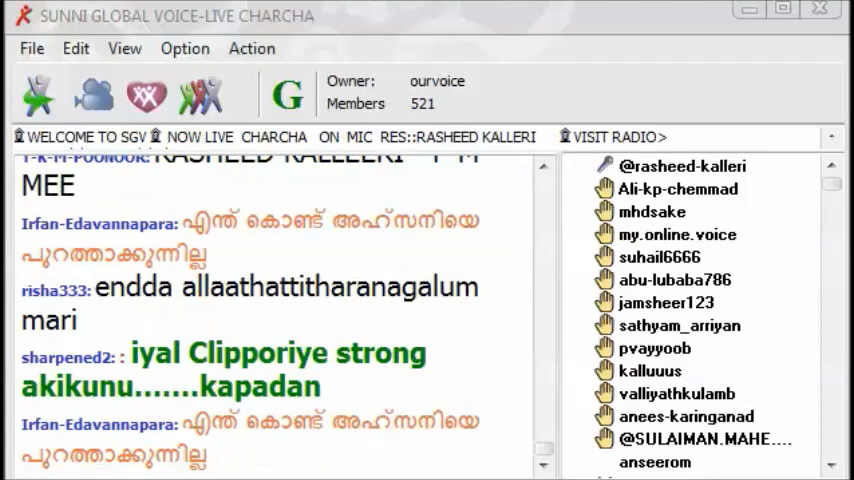 SUNNI GLOBAL VOICE-LIVE CHARCHA
File Edit View Option Action
G
Owner: ourvoice
Members 521
WELCOME TO SGV NOW LIVE CHARCHA ON MIC RES::RASHEED KALLERI VISIT RADIO>
T-K-M-POONOOR: RASHEED KALLEERI
MEE
Irfan-Edavannapara: എന്ത് കൊണ്ട് അഹ്സനിയെ
പുറത്താക്കുന്നില്ല
risha333: endda allaathattitharanagalum
mari
sharpened2: : iyal Clipporiye strong
akikunu.......kapadan
Irfan-Edavannapara: എന്ത് കൊണ്ട് അഹ്സനിയെ
പുറത്താക്കുന്നില്ല
@rasheed-kalleri
Ali-kp-chemmad
mhdsake
my.online.voice
suhail6666
abu-lubaba786
jamsheer123
sathyam_arriyan
pvayyoob
kalluuus
valliyathkulamb
anees-karinganad
@SULAIMAN.MAHE....
anseerom